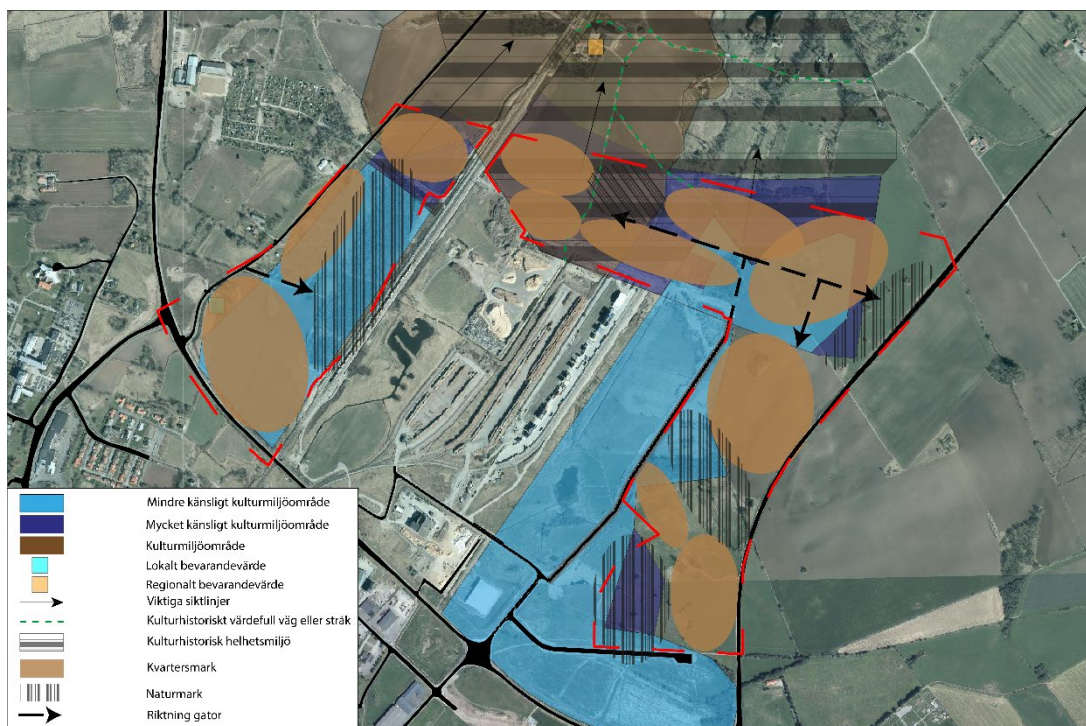 Mindre känsligt kulturmiljöområde
Mycket känsligt kulturmiljöområde
Kulturmiljöområde
Lokalt bevarandevärde
Regionalt bevarandevärde
Viktiga siktlinjer
Kulturhistoriskt värdefull väg eller stråk
Kulturhistorisk helhetsmiljö
Kvartersmark
Naturmark
Riktning gator